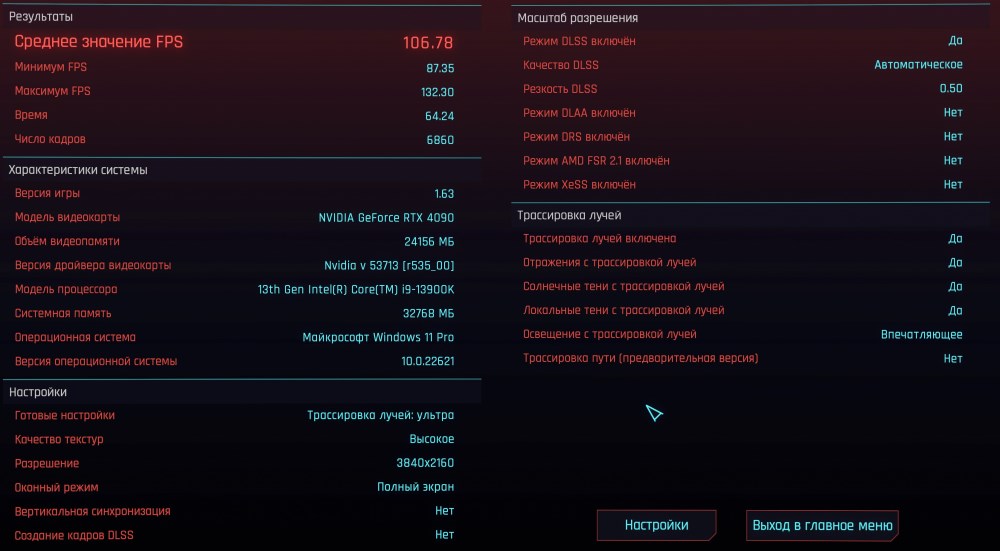 Результаты
Среднее значение FPS 106.78
Минимум FPS 87.35
Максимум FPS 132.30
Время 64.24
Число кадров 6860
Характеристики системы
Версия игры 1.63
Модель видеокарты NVIDIA GeForce RTX 4090
Объём видеопамяти 24156 МБ
Версия драйвера видеокарты Nvidia v 53713 [r535_00]
Модель процессора 13th Gen Intel(R) Core(TM) i9-13900K
Системная память 32768 МБ
Операционная система Майкрософт Windows 11 Pro
Версия операционной системы 10.0.22621
Настройки
Готовые настройки Трассировка лучей: ультра
Качество текстур Высокое
Разрешение 3840x2160
Оконный режим Полный экран
Вертикальная синхронизация Нет
Создание кадров DLSS Нет
Масштаб разрешения
Режим DLSS включён Да
Качество DLSS Автоматическое
Резкость DLSS 0.50
Режим DLAA включён Нет
Режим DRS включён Нет
Режим AMD FSR 2.1 включён Нет
Режим XeSS включён Нет
Трассировка лучей
Трассировка лучей включена Да
Отражения с трассировкой лучей Да
Солнечные тени с трассировкой лучей Да
Локальные тени с трассировкой лучей Да
Освещение с трассировкой лучей Впечатляющее
Трассировка пути (предварительная версия) Нет
Настройки
Выход в главное меню